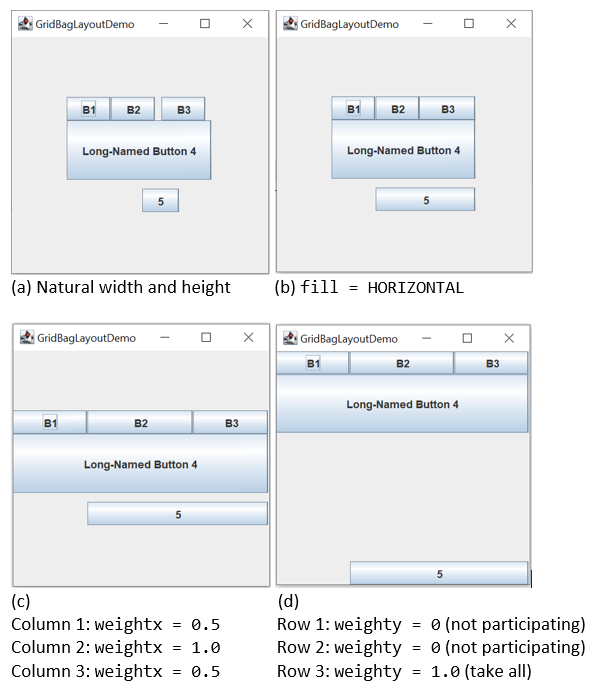 GridBagLayoutDemo
B1 B2 B3
Long-Named Button 4
5
(a) Natural width and height
GridBagLayoutDemo
B1 B2 B3
Long-Named Button 4
5
(b) fill = HORIZONTAL
GridBagLayoutDemo
B1 B2 B3
Long-Named Button 4
5
(c)
Column 1: weightx = 0.5
Column 2: weightx = 1.0
Column 3: weightx = 0.5
GridBagLayoutDemo
B1 B2 B3
Long-Named Button 4
5
(d)
Row 1: weighty = 0 (not participating)
Row 2: weighty = 0 (not participating)
Row 3: weighty = 1.0 (take all)